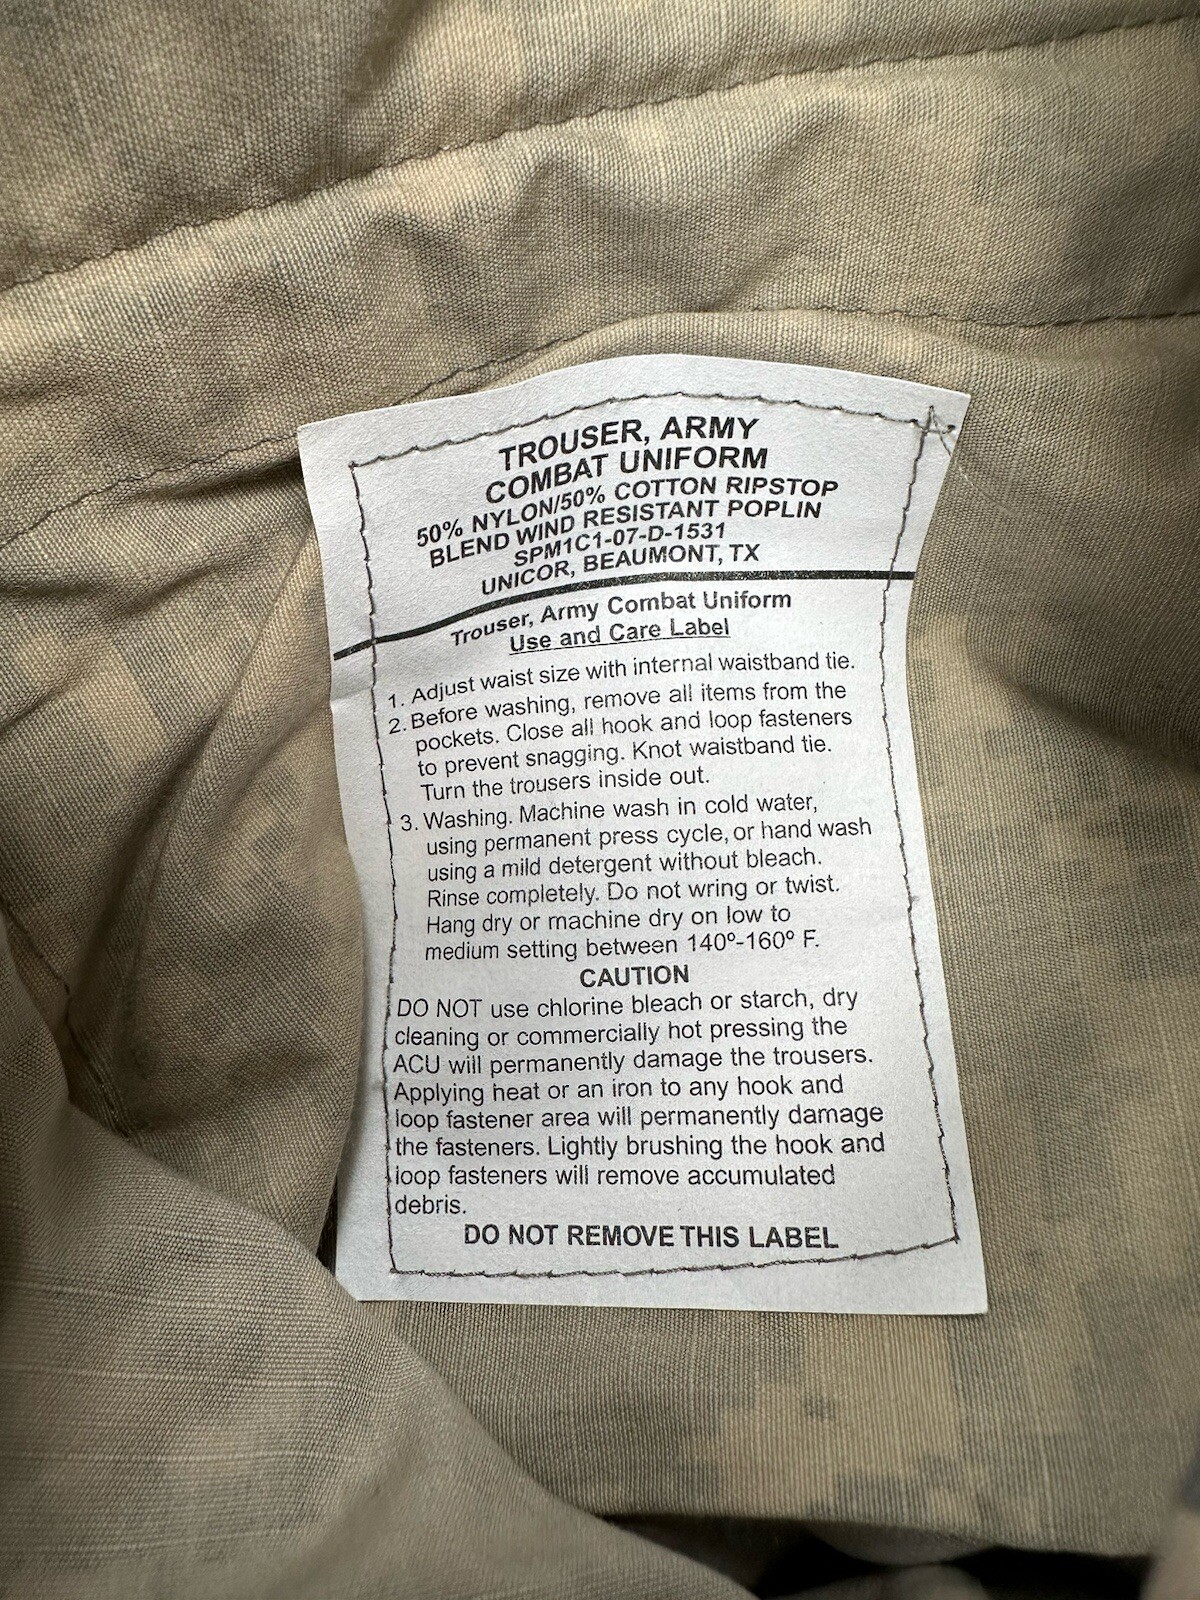 TROUSER, ARMY
COMBAT UNIFORM
50% NYLON/50% COTTON RIPSTOP
BLEND WIND RESISTANT POPLIN
SPM1C1-07-D-1531
UNICOR, BEAUMONT, TX
Trouser, Army Combat Uniform
Use and Care Label
1. Adjust waist size with internal waistband tie.
2. Before washing, remove all items from the
pockets. Close all hook and loop fasteners
to prevent snagging. Knot waistband tie.
Turn the trousers inside out.
3. Washing. Machine wash in cold water,
using permanent press cycle, or hand wash
using a mild detergent without bleach.
Rinse completely. Do not wring or twist.
Hang dry or machine dry on low to
medium setting between 140º-160º F.
CAUTION
DO NOT use chlorine bleach or starch, dry
cleaning or commercially hot pressing the
ACU will permanently damage the trousers.
Applying heat or an iron to any hook and
loop fastener area will permanently damage
the fasteners. Lightly brushing the hook and
loop fasteners will remove accumulated
debris.
DO NOT REMOVE THIS LABEL